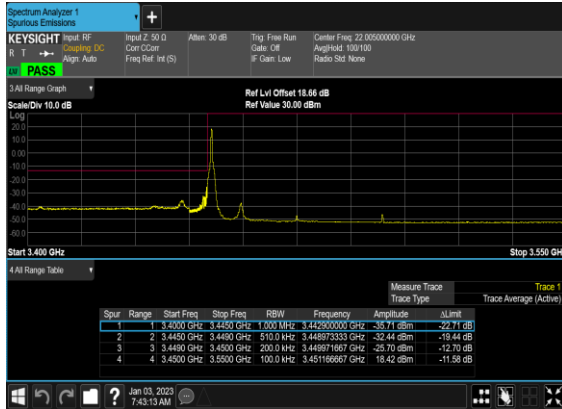 Spectrum Analyzer 1
Spurious Emissions
KEYSIGHT Input: RF Input Z: 50 Ω Atten: 30 dB Trig: Free Run Center Freq: 22.005000000 GHz
R T Coupling: DC Corr CCorr Gate: Off Avg|Hold: 100/100
Align: Auto Freq Ref: Int (S) IF Gain: Low Radio Std: None
PASS
3 All Range Graph
Ref Lvl Offset 18.66 dB
Scale/Div 10.0 dB Ref Value 30.00 dBm
Log
20.0
10.0
0.00
-10.0
-20.0
-30.0
-40.0
-50.0
-60.0
Start 3.400 GHz Stop 3.550 GH
4 All Range Table
Measure Trace Trace 1
Trace Type Trace Average (Active)
Spur Range Start Freq Stop Freq RBW Frequency Amplitude ΔLimit
1 1 3.4000 GHz 3.4450 GHz 1.000 MHz 3.442900000 GHz -35.71 dBm -22.71 dB
2 2 3.4450 GHz 3.4490 GHz 510.0 kHz 3.448973333 GHz -32.44 dBm -19.44 dB
3 3 3.4490 GHz 3.4500 GHz 200.0 kHz 3.449971667 GHz -25.70 dBm -12.70 dB
4 4 3.4500 GHz 3.5500 GHz 100.0 kHz 3.451166667 GHz 18.42 dBm -11.58 dB
Jan 03, 2023
7:43:13 AM